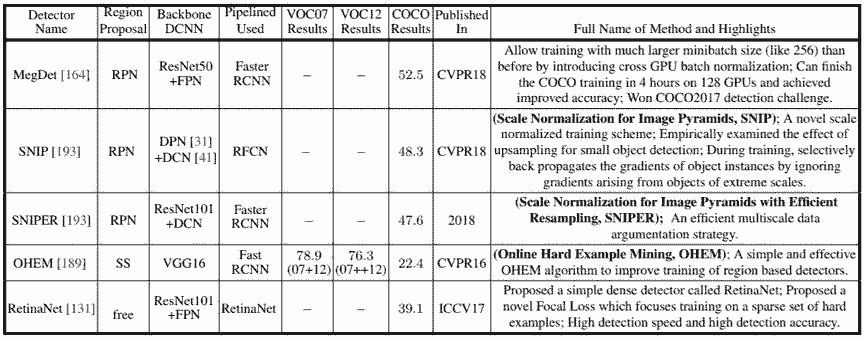 Detector Name Region Proposal Backbone DCNN Pipelined Used VOC07 Results VOC12 Results COCO Results Published In Full Name of Method and Highlights
MegDet [164] RPN ResNet50 +FPN Faster RCNN − − 52.5 CVPR18 Allow training with much larger minibatch size (like 256) than
before by introducing cross GPU batch normalization; Can finish
the COCO training in 4 hours on 128 GPUs and achieved
improved accuracy; Won COCO2017 detection challenge.
SNIP [193] RPN DPN [31] +DCN [41] RFCN − − 48.3 CVPR18 (Scale Normalization for Image Pyramids, SNIP); A novel scale
normalized training scheme; Empirically examined the effect of
upsampling for small object detection; During training, selectively
back propagates the gradients of object instances by ignoring
gradients arising from objects of extreme scales.
SNIPER [193] RPN ResNet101 +DCN Faster RCNN − − 47.6 2018 (Scale Normalization for Image Pyramids with Efficient
Resampling, SNIPER); An efficient multiscale data
argumentation strategy.
OHEM [189] SS VGG16 Fast RCNN 78.9 (07+12) 76.3 (07++12) 22.4 CVPR16 (Online Hard Example Mining, OHEM); A simple and effective
OHEM algorithm to improve training of region based detectors.
RetinaNet [131] free ResNet101 +FPN RetinaNet − − 39.1 ICCV17 Proposed a simple dense detector called RetinaNet; Proposed a
novel Focal Loss which focuses training on a sparse set of hard
examples; High detection speed and high detection accuracy.